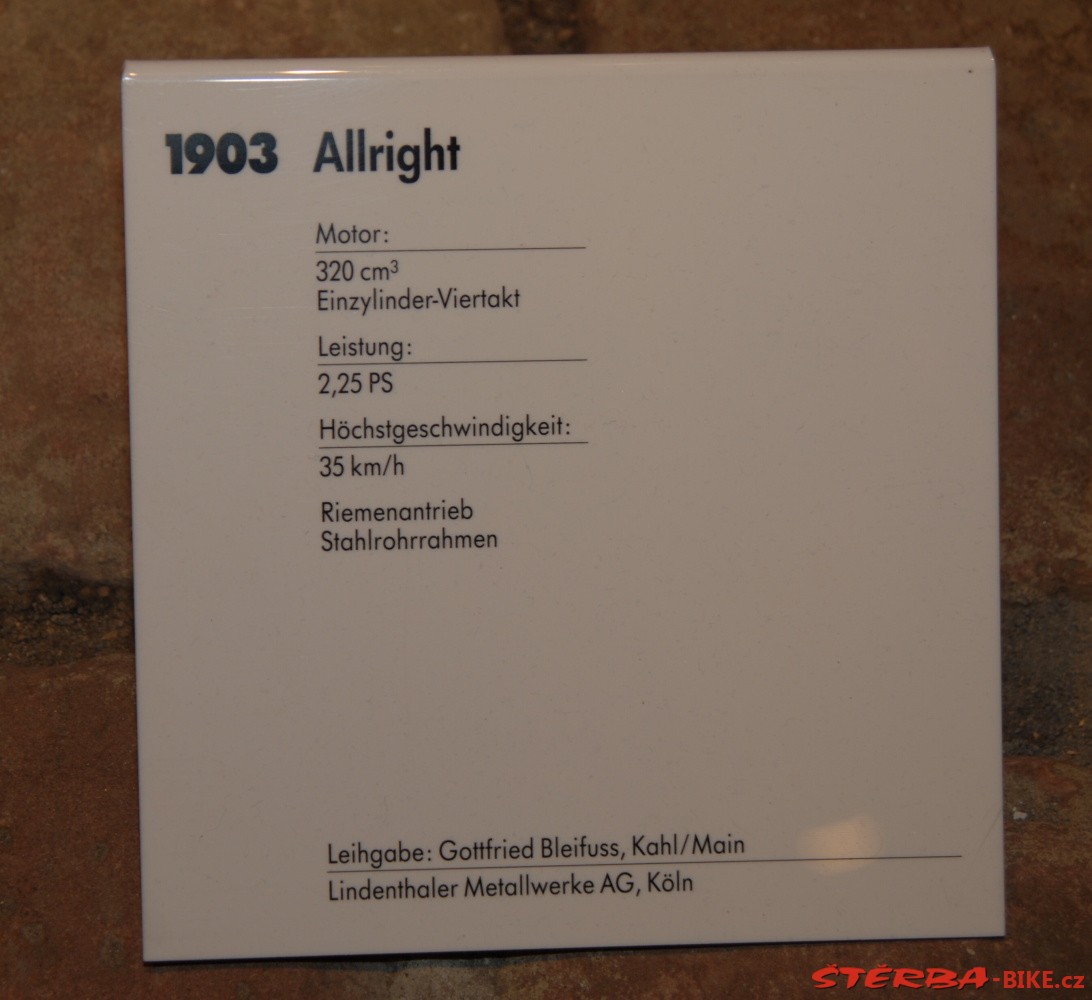 1903 Allright
Motor:
320 cm³
Einzylinder-Viertakt
Leistung:
2,25 PS
Höchstgeschwindigkeit:
35 km/h
Riemenantrieb
Stahlrohrrahmen
Leihgabe: Gottfried Bleifuss, Kahl/Main
Lindenthaler Metallwerke AG, Köln
ŠTĚRBA-BIKE.cz